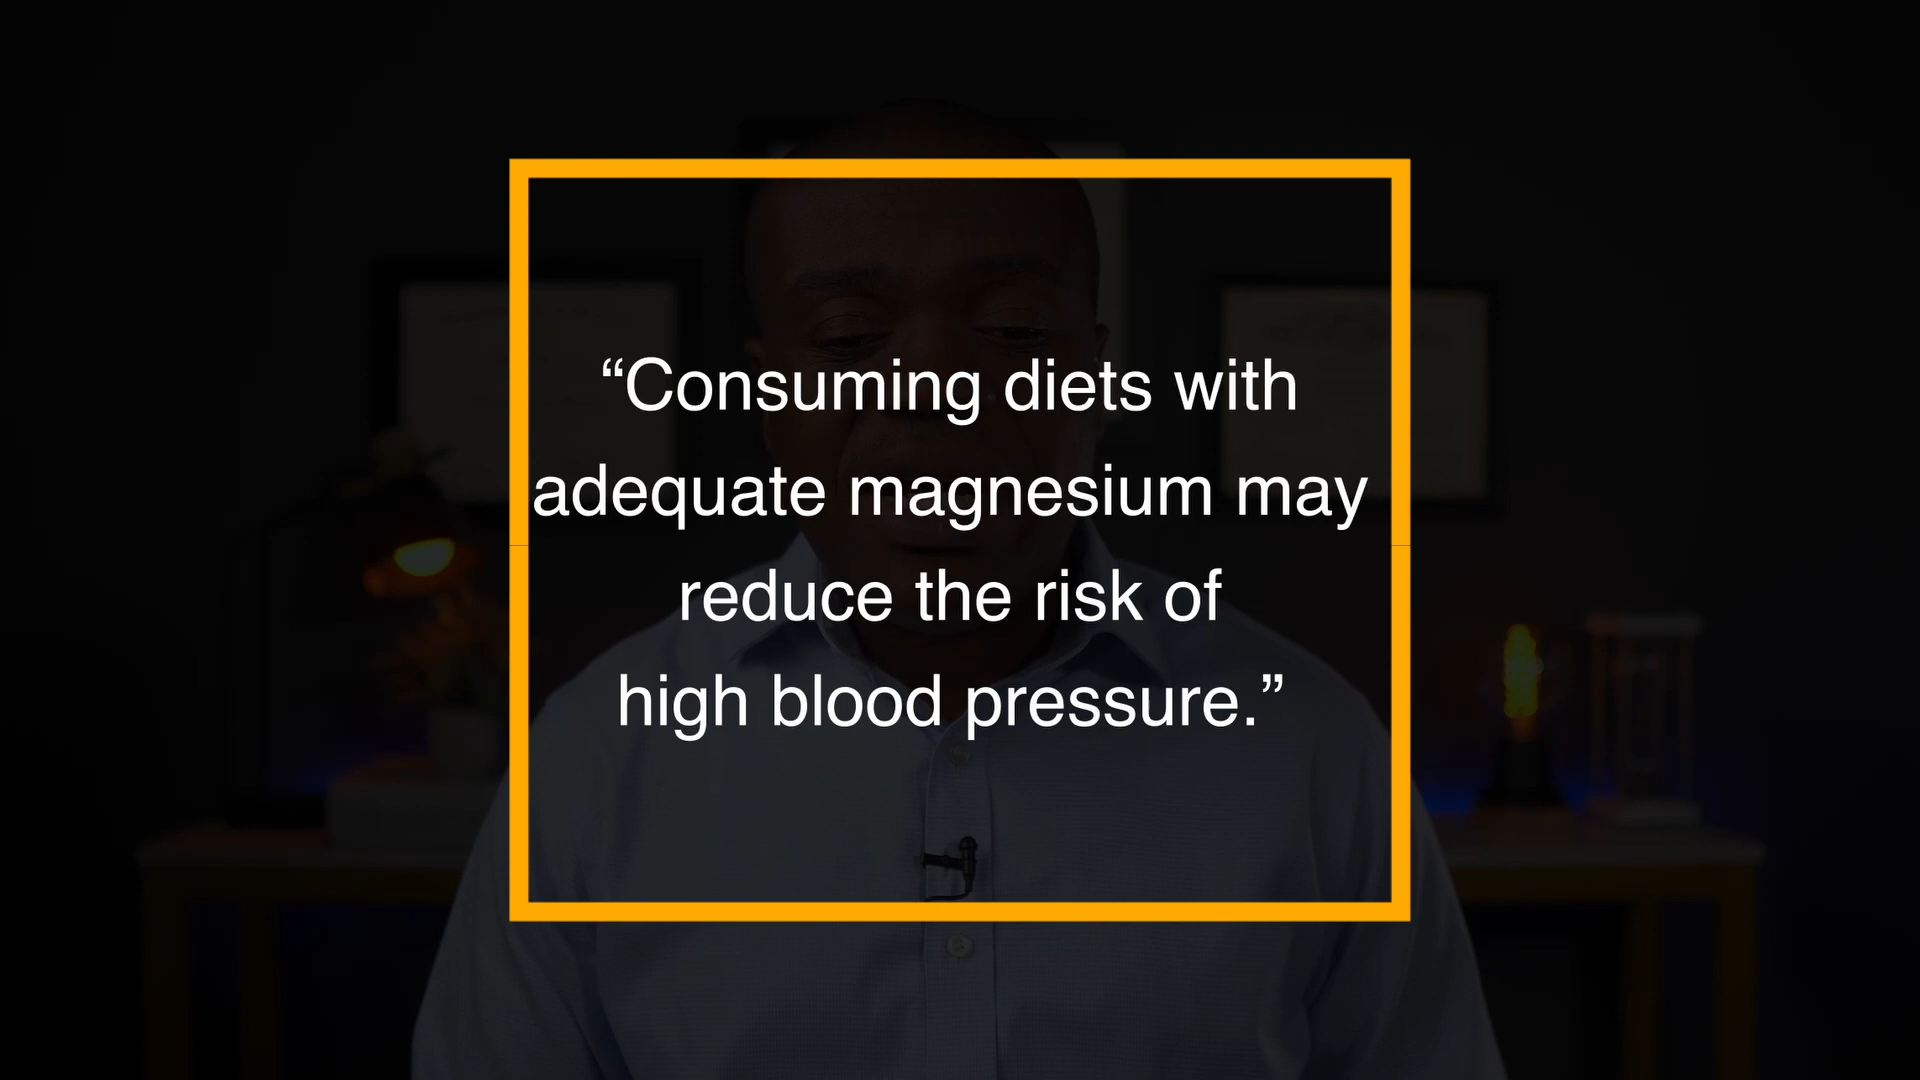 “Consuming diets with
adequate magnesium may
reduce the risk of
high blood pressure.”